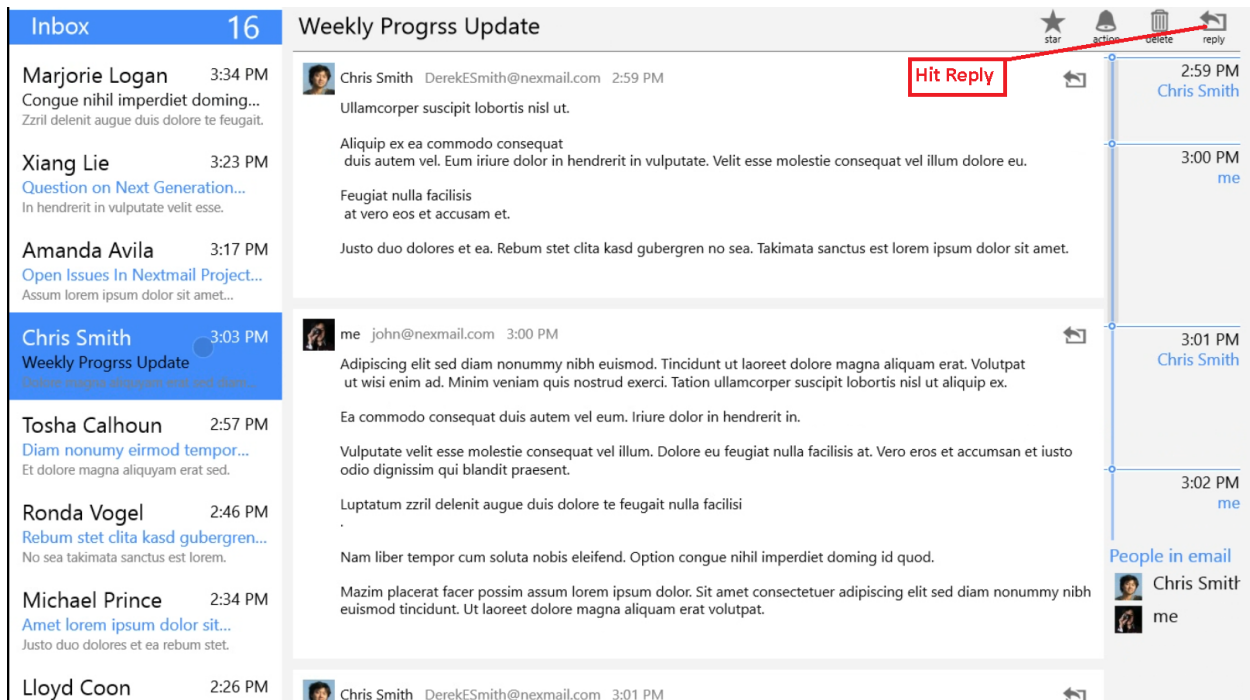 Inbox 16
Marjorie Logan 3:34 PM
Congue nihil imperdiet doming...
Zzril delenit augue duis dolore te feugait.
Xiang Lie 3:23 PM
Question on Next Generation...
In hendrerit in vulputate velit esse.
Amanda Avila 3:17 PM
Open Issues In Nextmail Project...
Assum lorem ipsum dolor sit amet...
Chris Smith 3:03 PM
Weekly Progrss Update
Tosha Calhoun 2:57 PM
Diam nonumy eirmod tempor...
Et dolore magna aliquyam erat sed.
Ronda Vogel 2:46 PM
Rebum stet clita kasd gubergren...
No sea takimata sanctus est lorem.
Michael Prince 2:34 PM
Amet lorem ipsum dolor sit...
Justo duo dolores et ea rebum stet.
Lloyd Coon 2:26 PM
Weekly Progrss Update
star action delete reply
Hit Reply
Chris Smith DerekESmith@nexmail.com 2:59 PM
Ullamcorper suscipit lobortis nisl ut.
Aliquip ex ea commodo consequat
duis autem vel. Eum iriure dolor in hendrerit in vulputate. Velit esse molestie consequat vel illum dolore eu.
Feugiat nulla facilisis
at vero eos et accusam et.
Justo duo dolores et ea. Rebum stet clita kasd gubergren no sea. Takimata sanctus est lorem ipsum dolor sit amet.
me john@nexmail.com 3:00 PM
Adipiscing elit sed diam nonummy nibh euismod. Tincidunt ut laoreet dolore magna aliquam erat. Volutpat
ut wisi enim ad. Minim veniam quis nostrud exerci. Tation ullamcorper suscipit lobortis nisl ut aliquip ex.
Ea commodo consequat duis autem vel eum. Iriure dolor in hendrerit in.
Vulputate velit esse molestie consequat vel illum. Dolore eu feugiat nulla facilisis at. Vero eros et accumsan et iusto
odio dignissim qui blandit praesent.
Luptatum zzril delenit augue duis dolore te feugait nulla facilisi
.
Nam liber tempor cum soluta nobis eleifend. Option congue nihil imperdiet doming id quod.
Mazim placerat facer possim assum lorem ipsum dolor. Sit amet consectetuer adipiscing elit sed diam nonummy nibh
euismod tincidunt. Ut laoreet dolore magna aliquam erat volutpat.
Chris Smith DerekESmith@nexmail.com 3:01 PM
2:59 PM
Chris Smith
3:00 PM
me
3:01 PM
Chris Smith
3:02 PM
me
People in email
Chris Smith
me